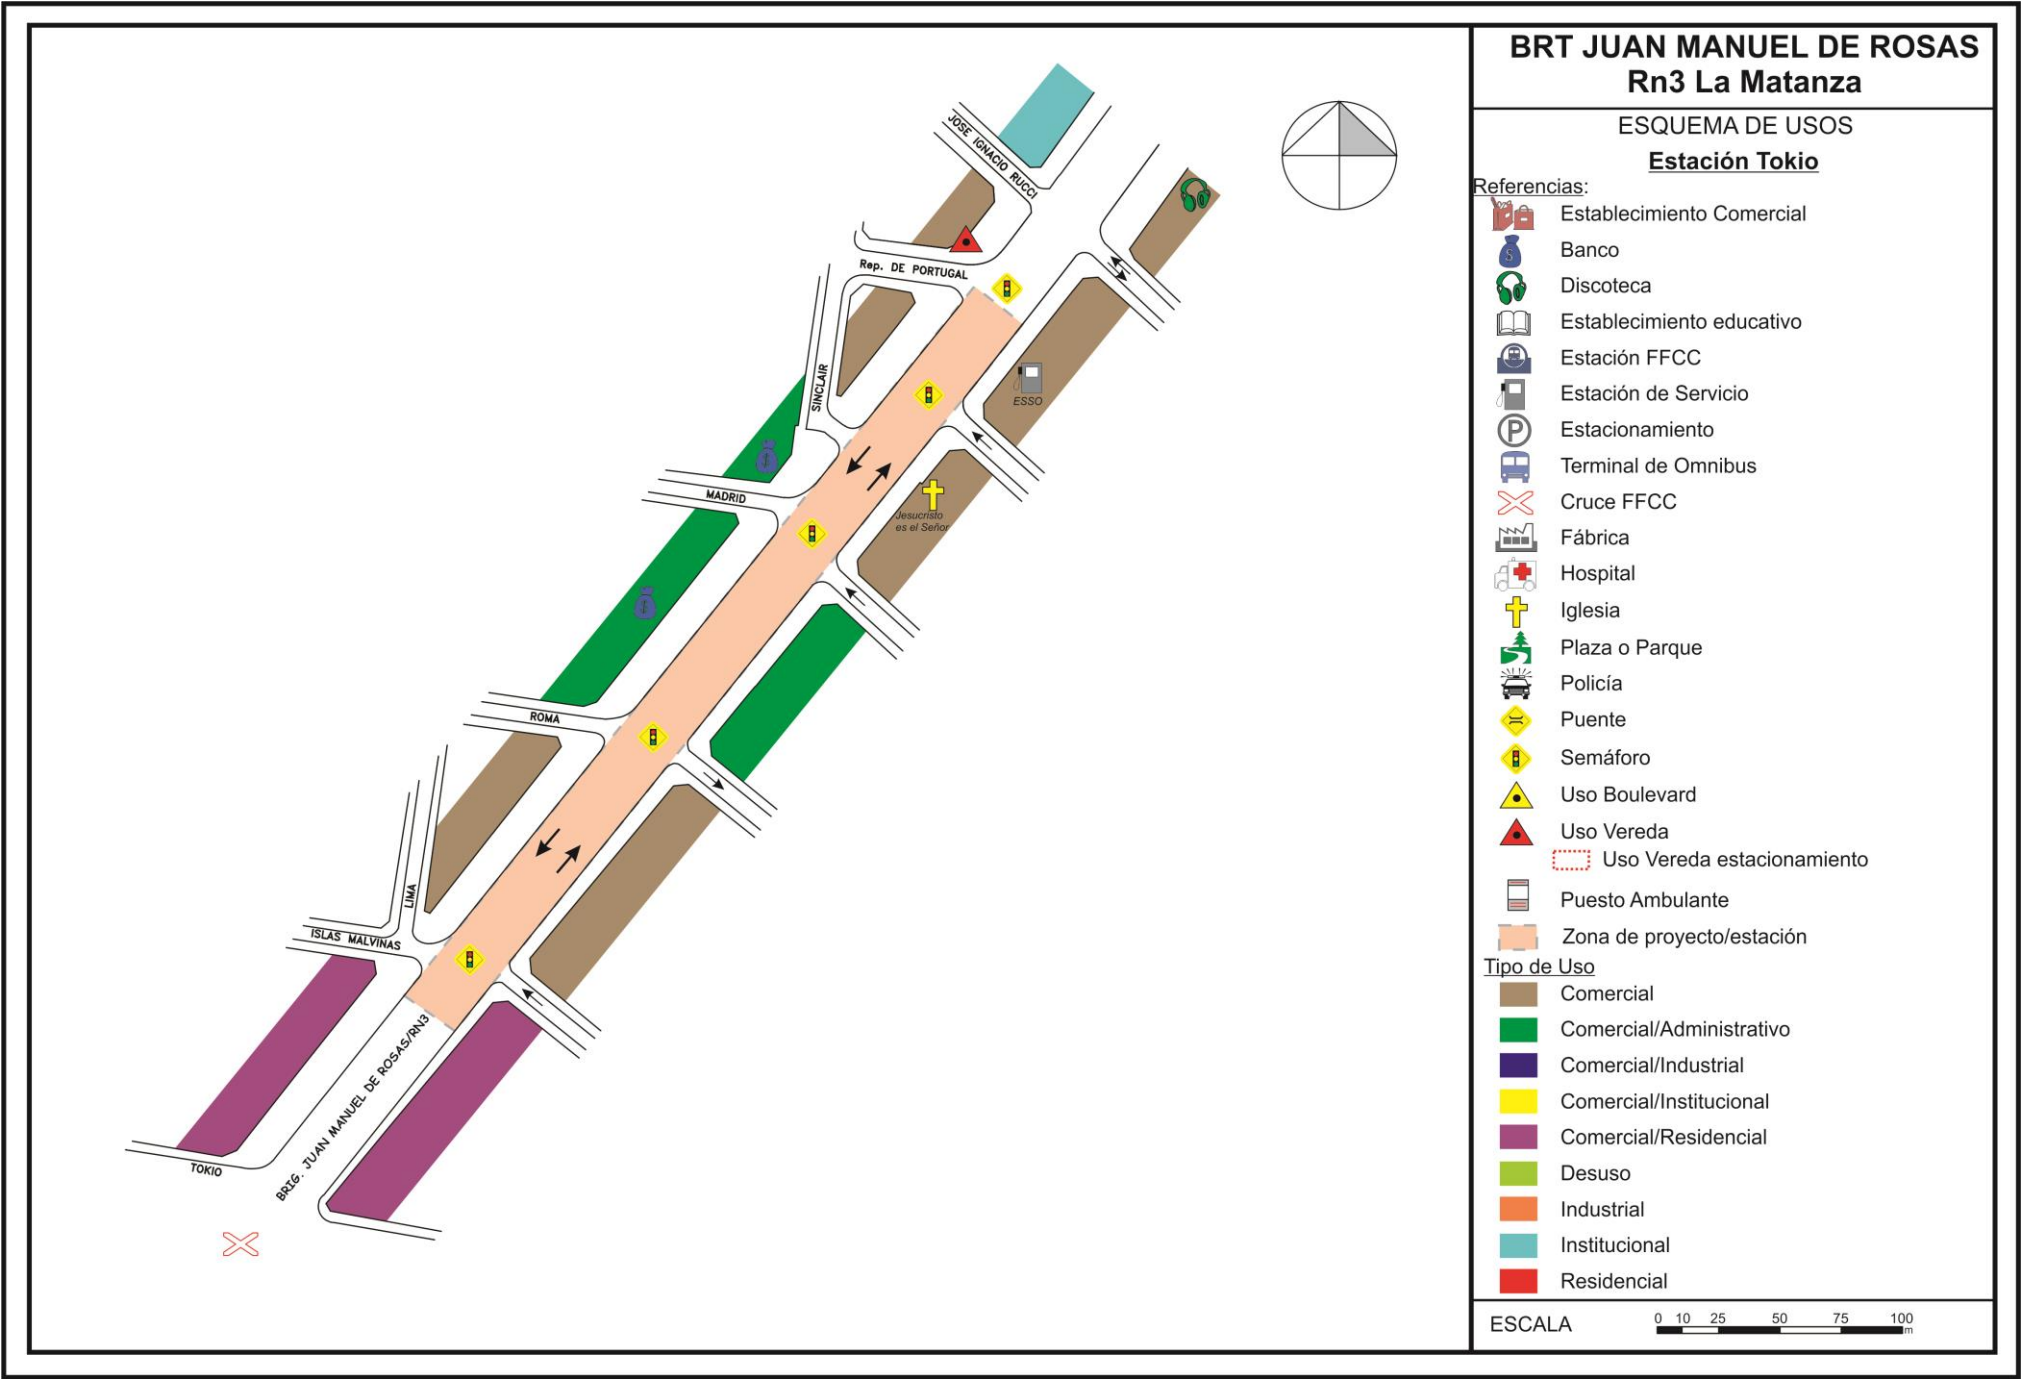 BRT JUAN MANUEL DE ROSAS
Rn3 La Matanza
ESQUEMA DE USOS
Estación Tokio
Referencias:
Establecimiento Comercial
Banco
Discoteca
Establecimiento educativo
Estación FFCC
Estación de Servicio
P
Estacionamiento
Terminal de Omnibus
Cruce FFCC
Fábrica
Hospital
Iglesia
Plaza o Parque
Policía
Puente
Semáforo
Uso Boulevard
Uso Vereda
Uso Vereda estacionamiento
Puesto Ambulante
Zona de proyecto/estación
Tipo de Uso
Comercial
Comercial/Administrativo
Comercial/Industrial
Comercial/Institucional
Comercial/Residencial
Desuso
Industrial
Institucional
Residencial
ESCALA
0 10 25 50 75 100
m
JOSE IGNACIO RUCCI
Rep. DE PORTUGAL
SINCLAIR
ESSO
MADRID
Jesucristo
es el Señor
ROMA
LIMA
ISLAS MALVINAS
BRIG. JUAN MANUEL DE ROSAS/RN3
TOKIO